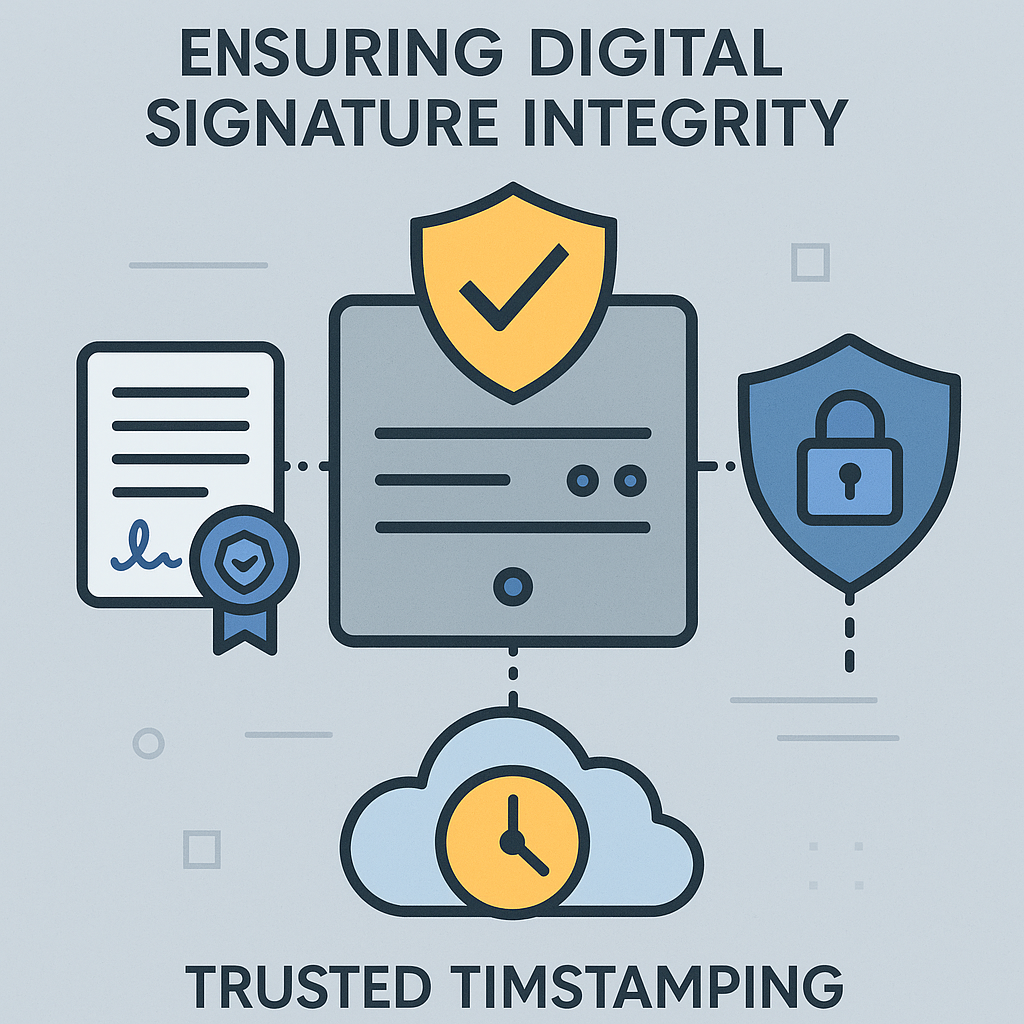 ENSURING DIGITAL
SIGNATURE INTEGRITY
TRUSTED TIMSTAMPING